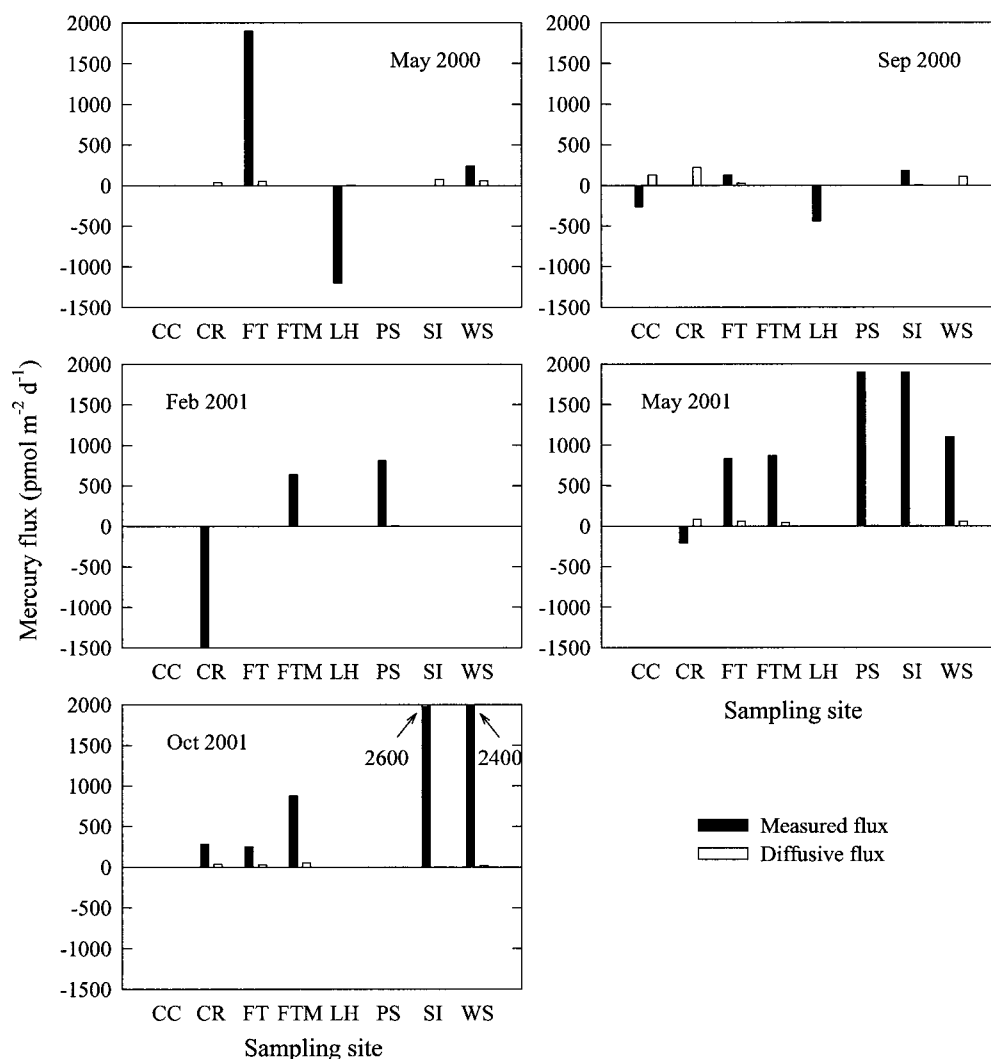 Mercury flux (pmol m⁻² d⁻¹)
May 2000
2000
1500
1000
500
0
-500
-1000
-1500
CC CR FT FTM LH PS SI WS
Sep 2000
2000
1500
1000
500
0
-500
-1000
-1500
CC CR FT FTM LH PS SI WS
Feb 2001
2000
1500
1000
500
0
-500
-1000
-1500
CC CR FT FTM LH PS SI WS
May 2001
2000
1500
1000
500
0
-500
-1000
-1500
CC CR FT FTM LH PS SI WS
Sampling site
Oct 2001
2000
1500
1000
500
0
-500
-1000
-1500
2600
2400
CC CR FT FTM LH PS SI WS
Sampling site
Measured flux
Diffusive flux